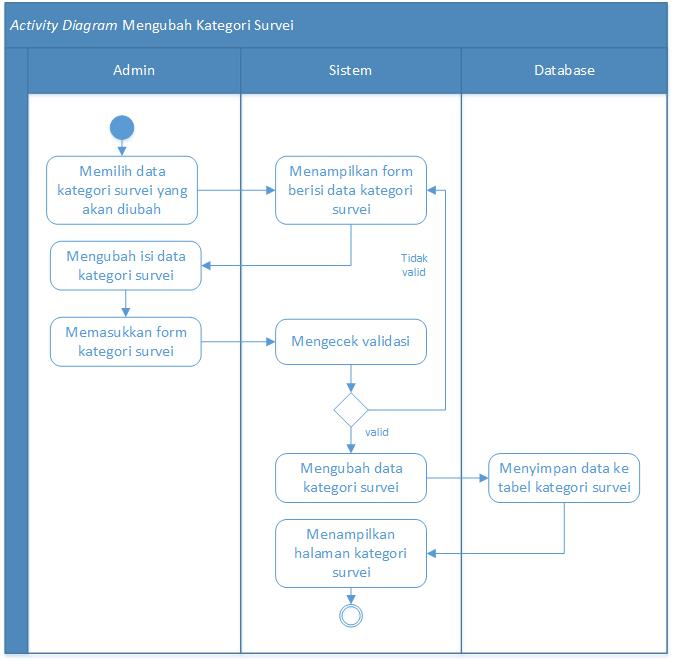 Activity Diagram Mengubah Kategori Survei
Admin
Sistem
Database
Memilih data
kategori survei yang
akan diubah
Menampilkan form
berisi data kategori
survei
Mengubah isi data
kategori survei
Tidak
valid
Memasukkan form
kategori survei
Mengecek validasi
valid
Mengubah data
kategori survei
Menyimpan data ke
tabel kategori survei
Menampilkan
halaman kategori
survei